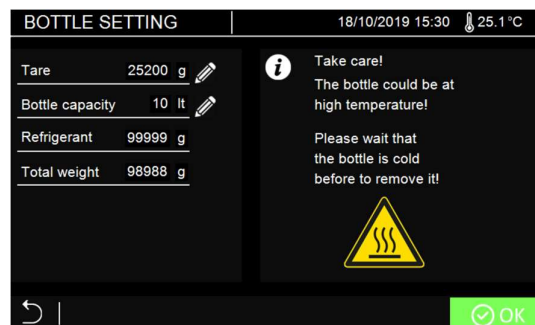 BOTTLE SETTING
18/10/2019 15:30
25.1°C
Tare 25200 g
Bottle capacity 10 lt
Refrigerant 99999 g
Total weight 98988 g
i
Take care!
The bottle could be at
high temperature!
Please wait that
the bottle is cold
before to remove it!
OK